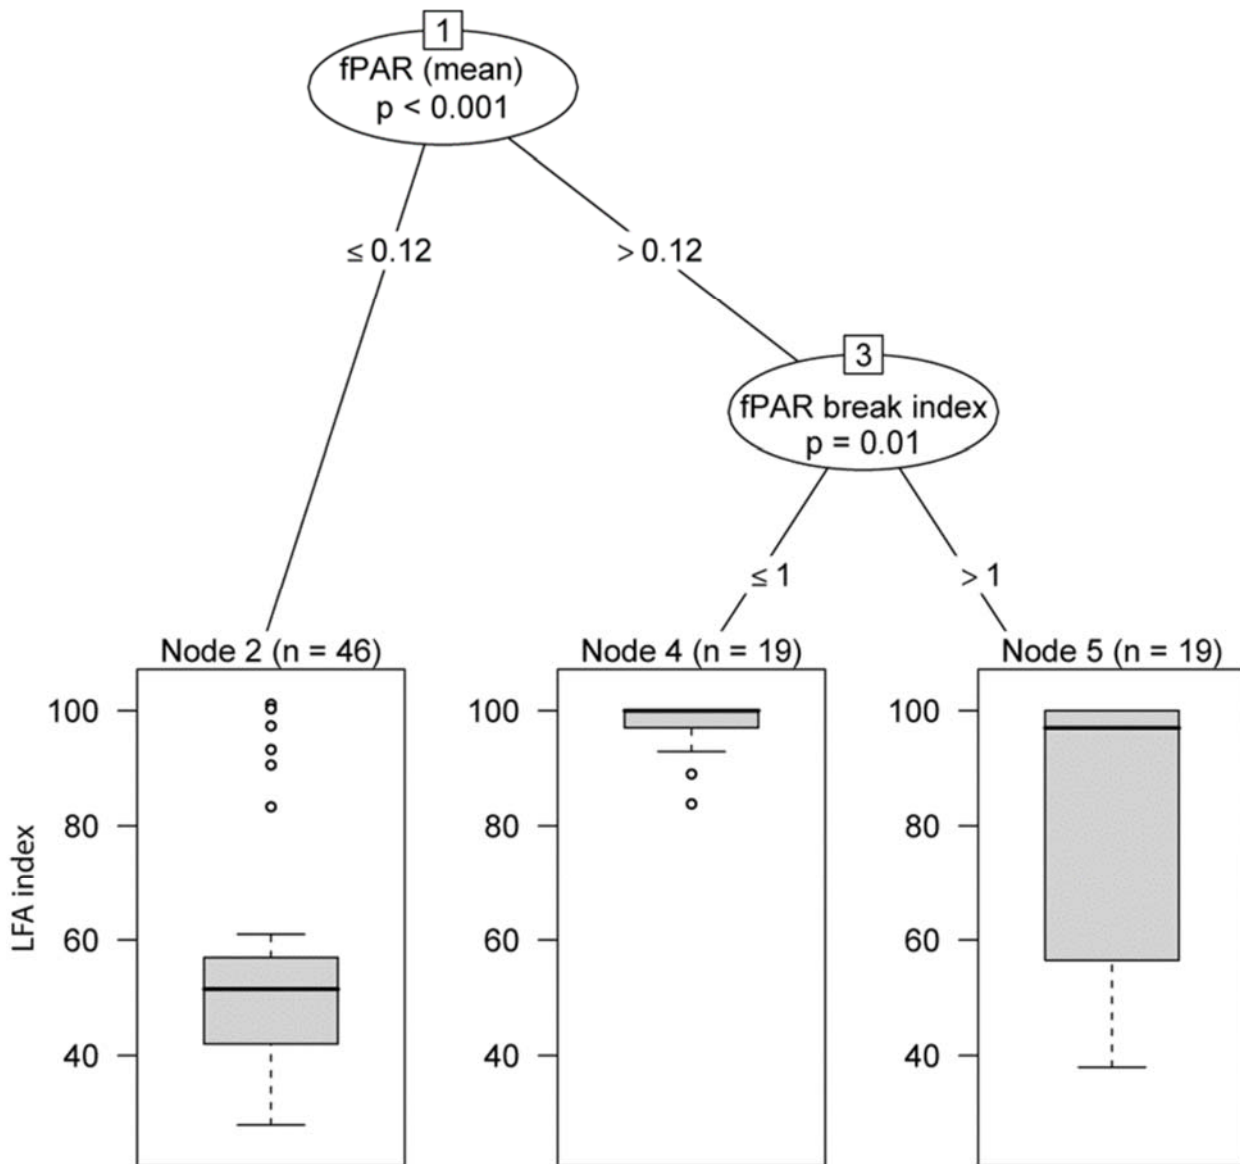 1
fPAR (mean)
p < 0.001
≤ 0.12
> 0.12
3
fPAR break index
p = 0.01
≤ 1
> 1
Node 2 (n = 46)
Node 4 (n = 19)
Node 5 (n = 19)
LFA index
100
80
60
40
100
80
60
40
100
80
60
40